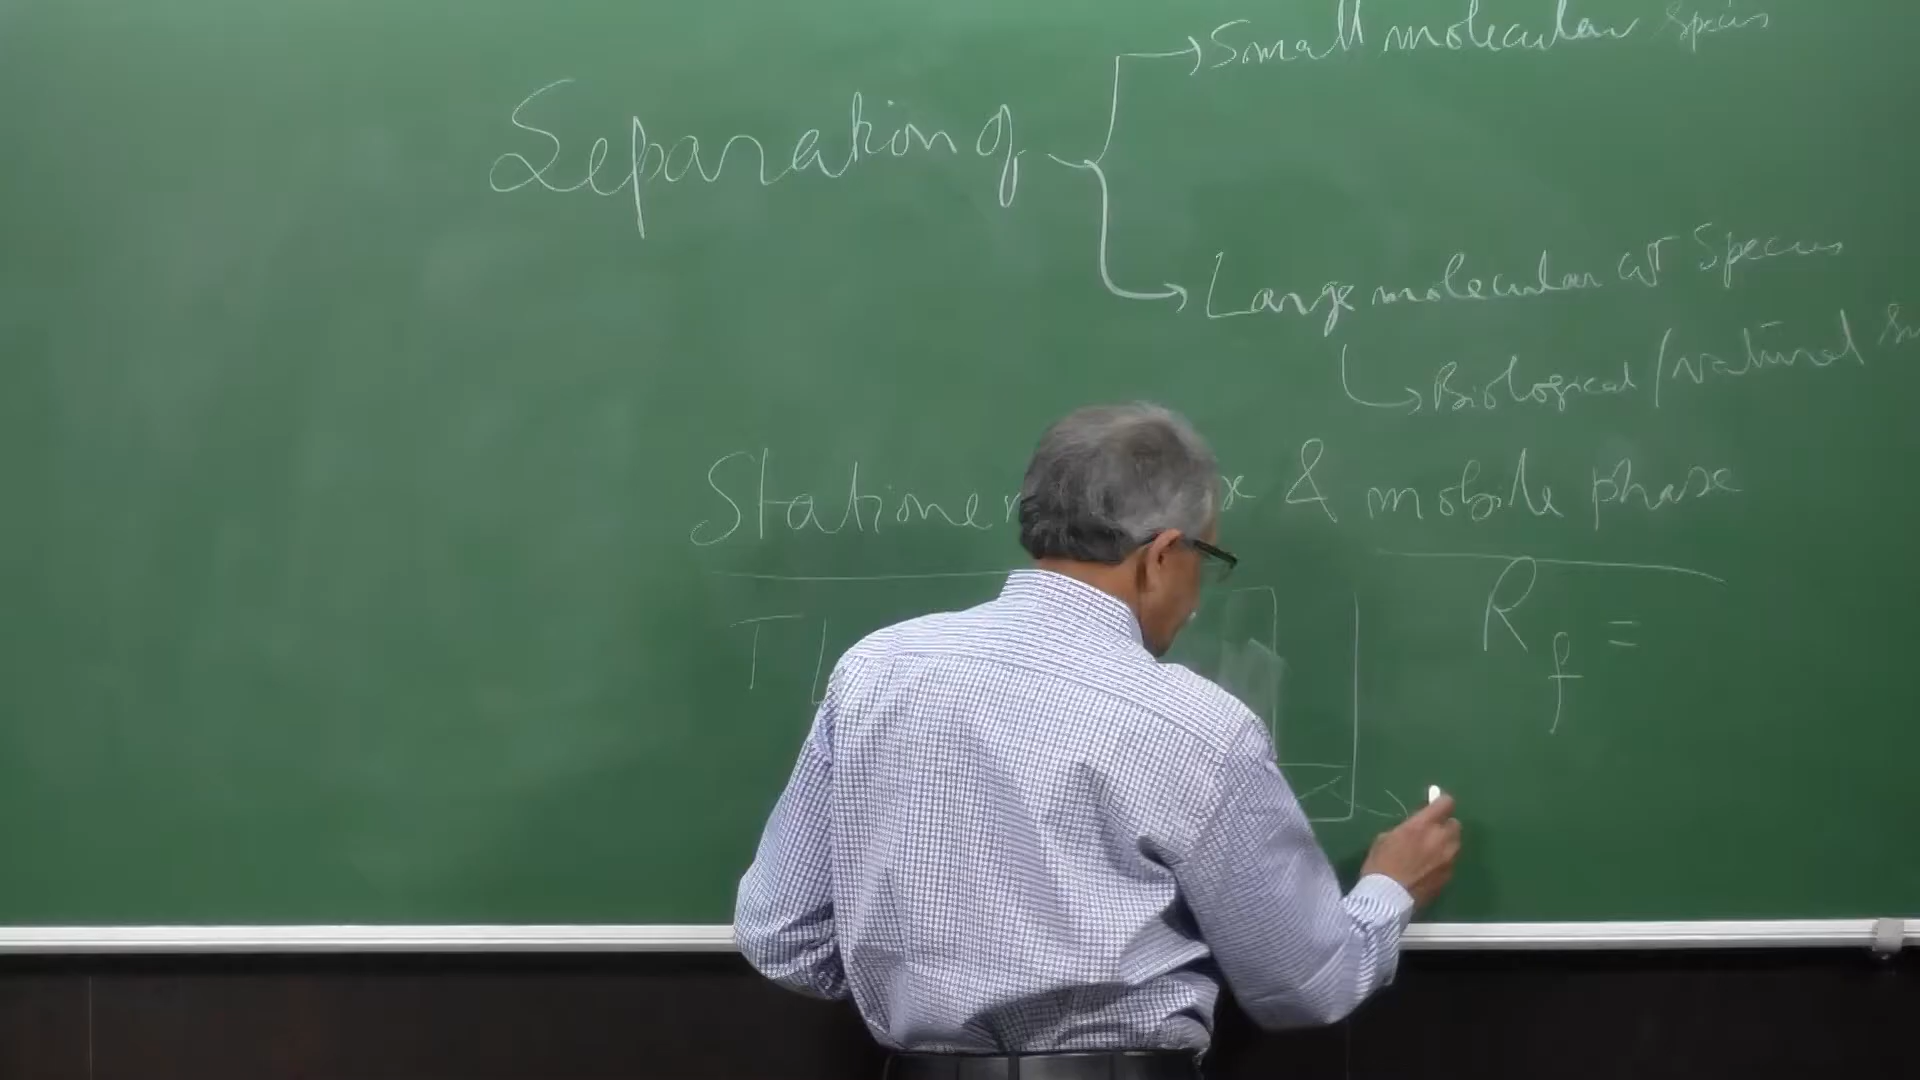 Small molecular species
Separation of
Large molecular wt species
Biological/natural
& mobile phase
R
f =